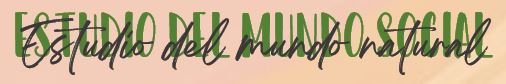 ESTUDIO DEL MUNDO SOCIAL
Estudio del mundo natural